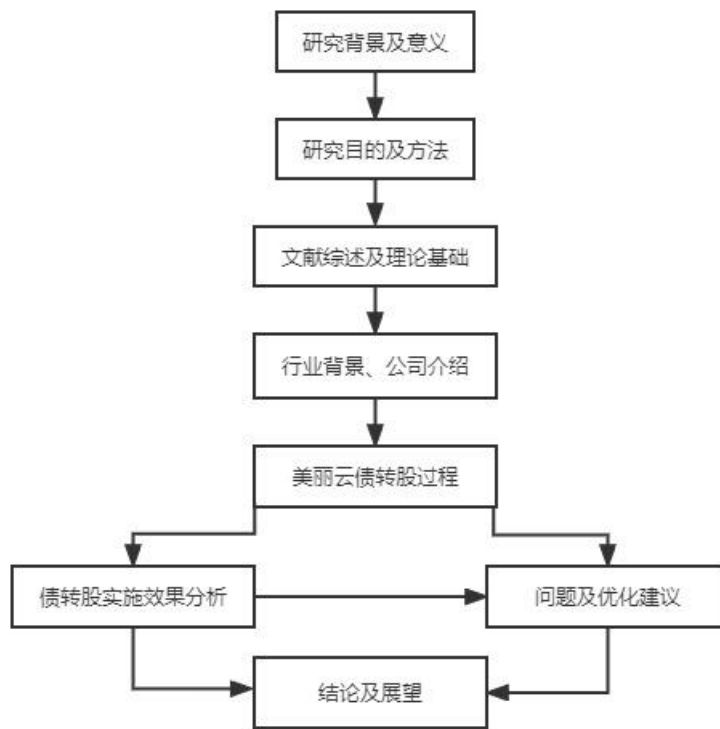 研究背景及意义
研究目的及方法
文献综述及理论基础
行业背景、公司介绍
美丽云债转股过程
债转股实施效果分析
问题及优化建议
结论及展望